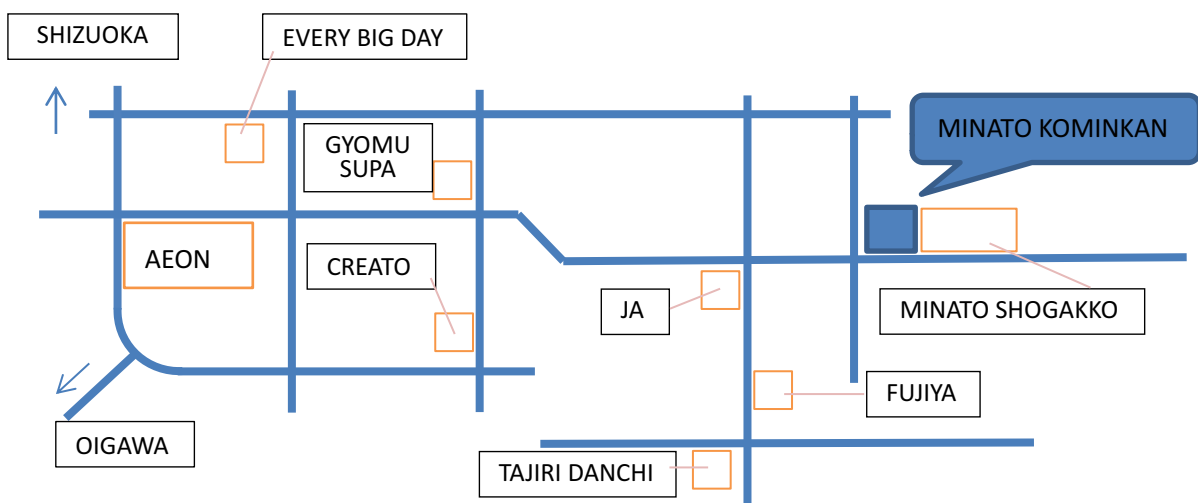 SHIZUOKA
EVERY BIG DAY
MINATO KOMINKAN
GYOMU
SUPA
AEON
CREATO
JA
MINATO SHOGAKKO
FUJIYA
OIGAWA
TAJIRI DANCHI